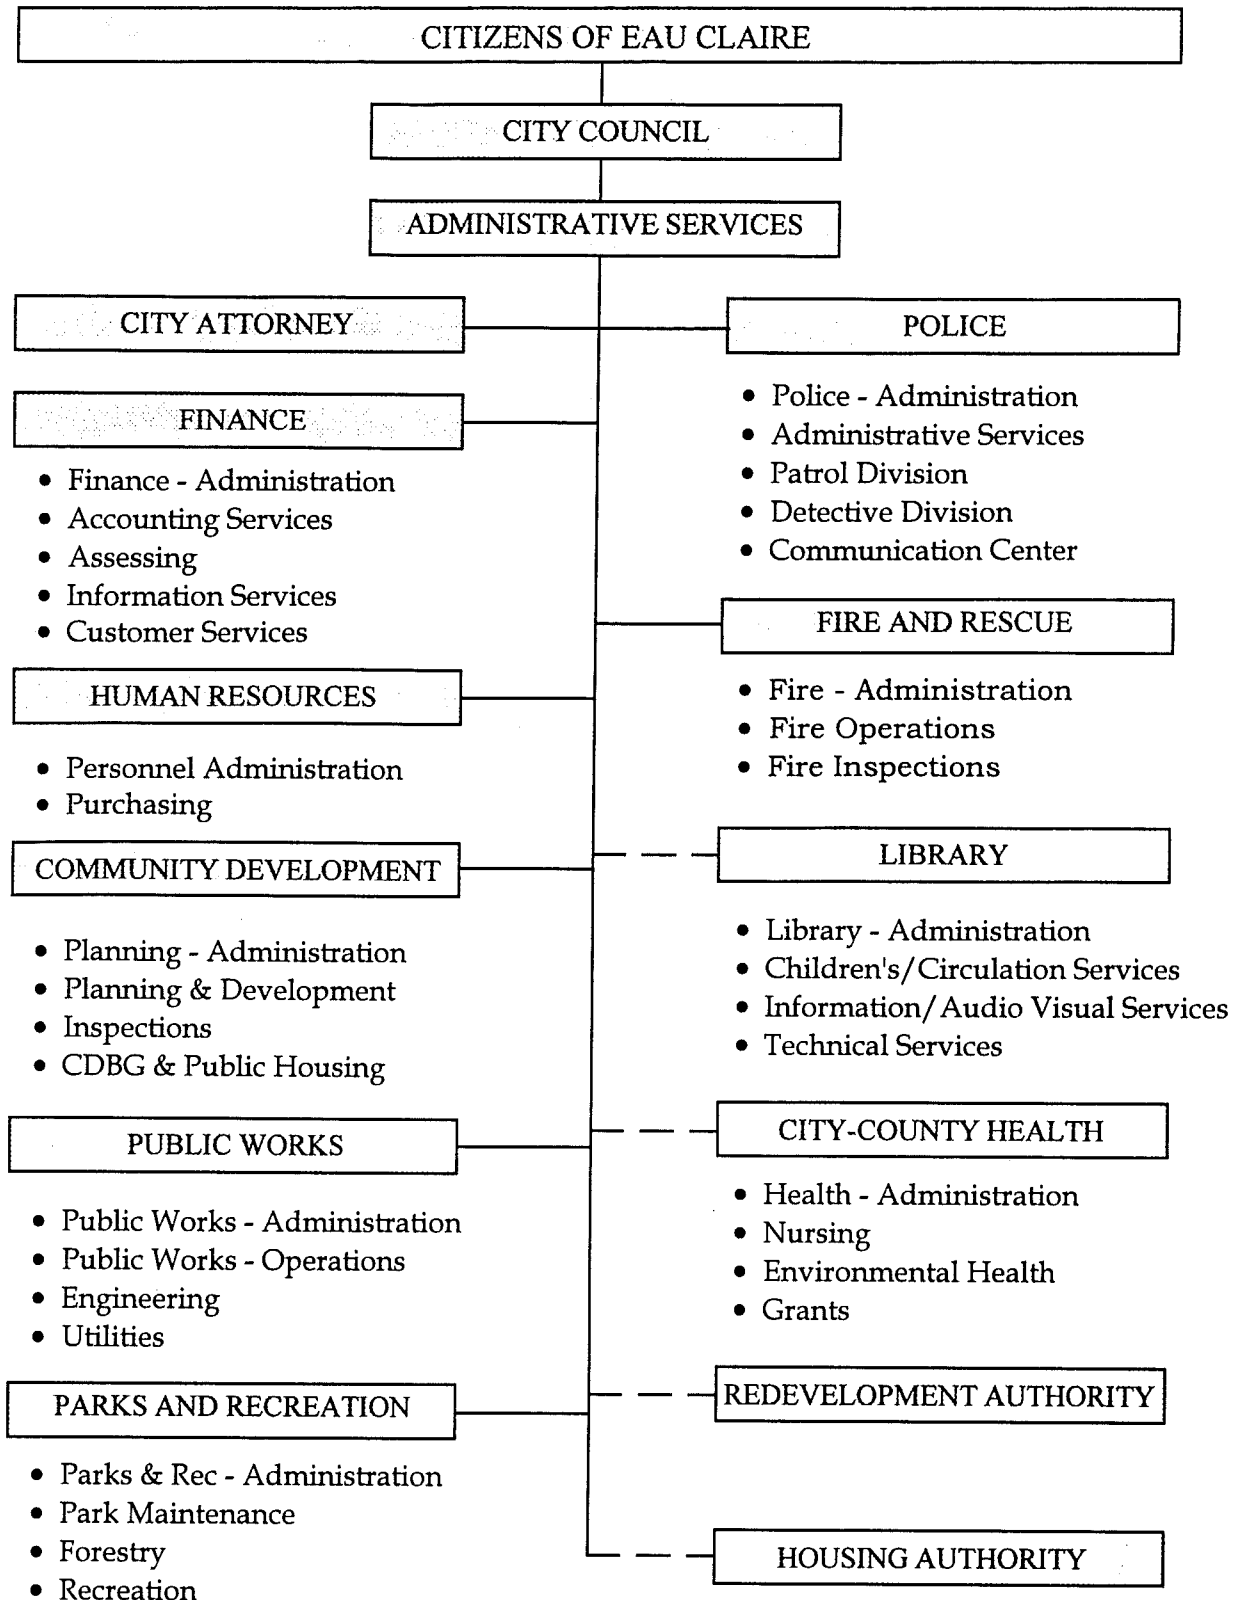 CITIZENS OF EAU CLAIRE
CITY COUNCIL
ADMINISTRATIVE SERVICES
CITY ATTORNEY
FINANCE
• Finance - Administration
• Accounting Services
• Assessing
• Information Services
• Customer Services
HUMAN RESOURCES
• Personnel Administration
• Purchasing
COMMUNITY DEVELOPMENT
• Planning - Administration
• Planning & Development
• Inspections
• CDBG & Public Housing
PUBLIC WORKS
• Public Works - Administration
• Public Works - Operations
• Engineering
• Utilities
PARKS AND RECREATION
• Parks & Rec - Administration
• Park Maintenance
• Forestry
• Recreation
POLICE
• Police - Administration
• Administrative Services
• Patrol Division
• Detective Division
• Communication Center
FIRE AND RESCUE
• Fire - Administration
• Fire Operations
• Fire Inspections
LIBRARY
• Library - Administration
• Children's/Circulation Services
• Information/Audio Visual Services
• Technical Services
CITY-COUNTY HEALTH
• Health - Administration
• Nursing
• Environmental Health
• Grants
REDEVELOPMENT AUTHORITY
HOUSING AUTHORITY